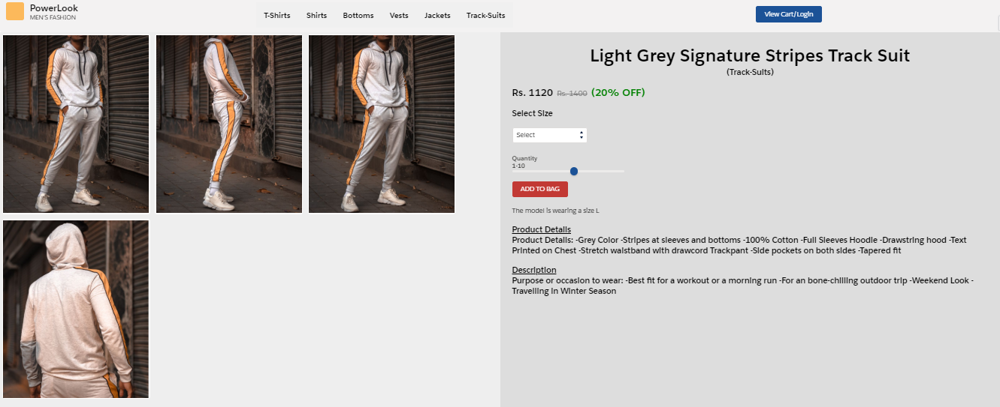 PowerLook
MEN'S FASHION
T-Shirts Shirts Bottoms Vests Jackets Track-Suits
View Cart/Login
Light Grey Signature Stripes Track Suit
(Track-Suits)
Rs. 1120 Rs. 1400 (20% OFF)
Select Size
Select
Quantity
1-10
ADD TO BAG
The model is wearing a size L
Product Details
Product Details: -Grey Color -Stripes at sleeves and bottoms -100% Cotton -Full Sleeves Hoodie -Drawstring hood -Text
Printed on Chest -Stretch waistband with drawcord Trackpant -Side pockets on both sides -Tapered fit
Description
Purpose or occasion to wear: -Best fit for a workout or a morning run -For an bone-chilling outdoor trip -Weekend Look -
Travelling in Winter Season